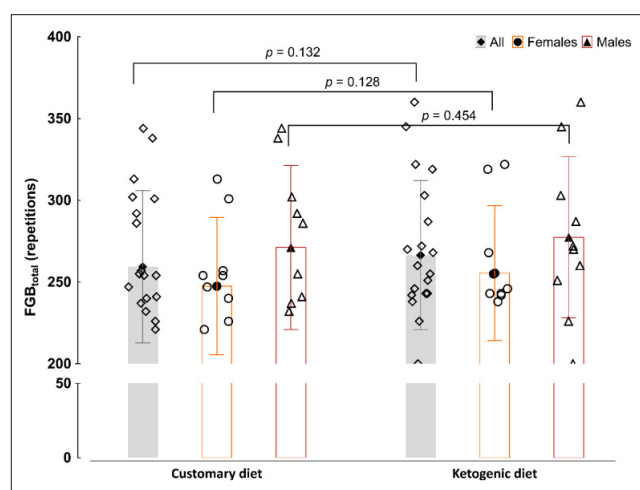 400
All Females Males
p = 0.132
p = 0.128
350
p = 0.454
300
250
200
50
0
FGBtotal (repetitions)
Customary diet Ketogenic diet